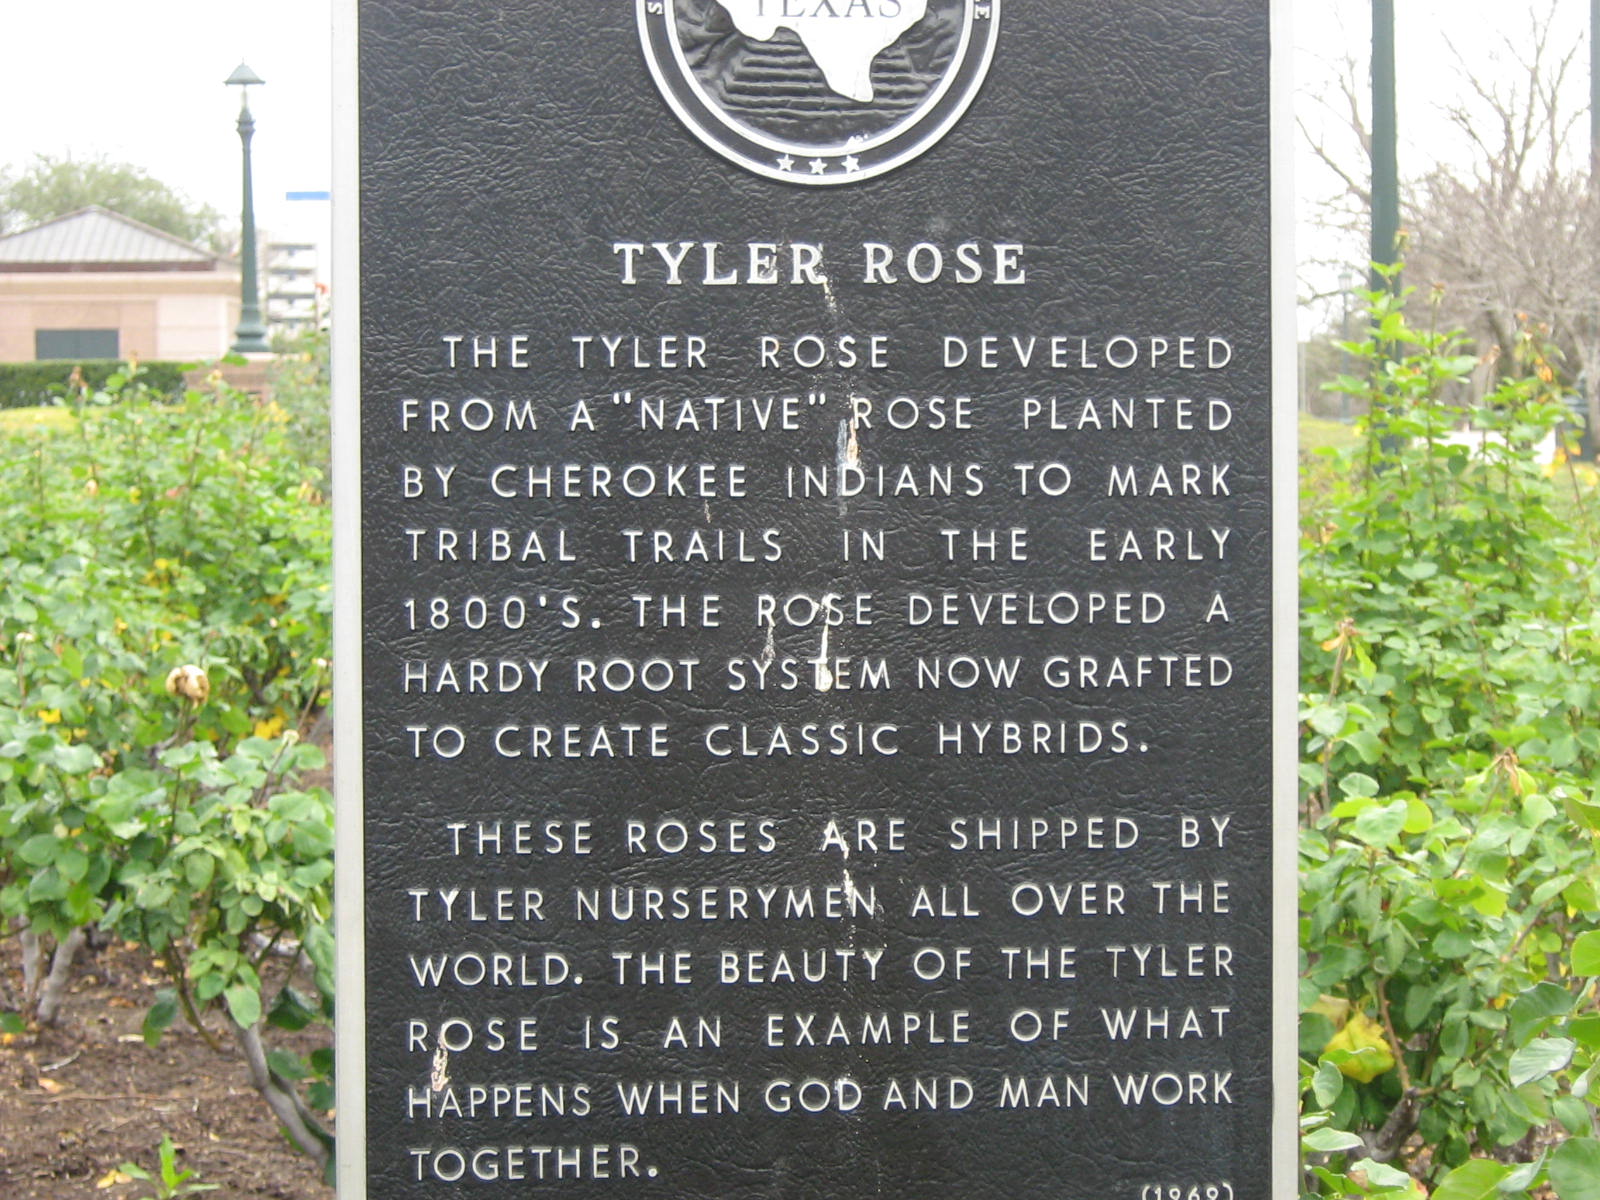 TEXAS
TYLER ROSE
THE TYLER ROSE DEVELOPED
FROM A "NATIVE" ROSE PLANTED
BY CHEROKEE INDIANS TO MARK
TRIBAL TRAILS IN THE EARLY
1800'S. THE ROSE DEVELOPED A
HARDY ROOT SYSTEM NOW GRAFTED
TO CREATE CLASSIC HYBRIDS.
THESE ROSES ARE SHIPPED BY
TYLER NURSERYMEN ALL OVER THE
WORLD. THE BEAUTY OF THE TYLER
ROSE IS AN EXAMPLE OF WHAT
HAPPENS WHEN GOD AND MAN WORK
TOGETHER.